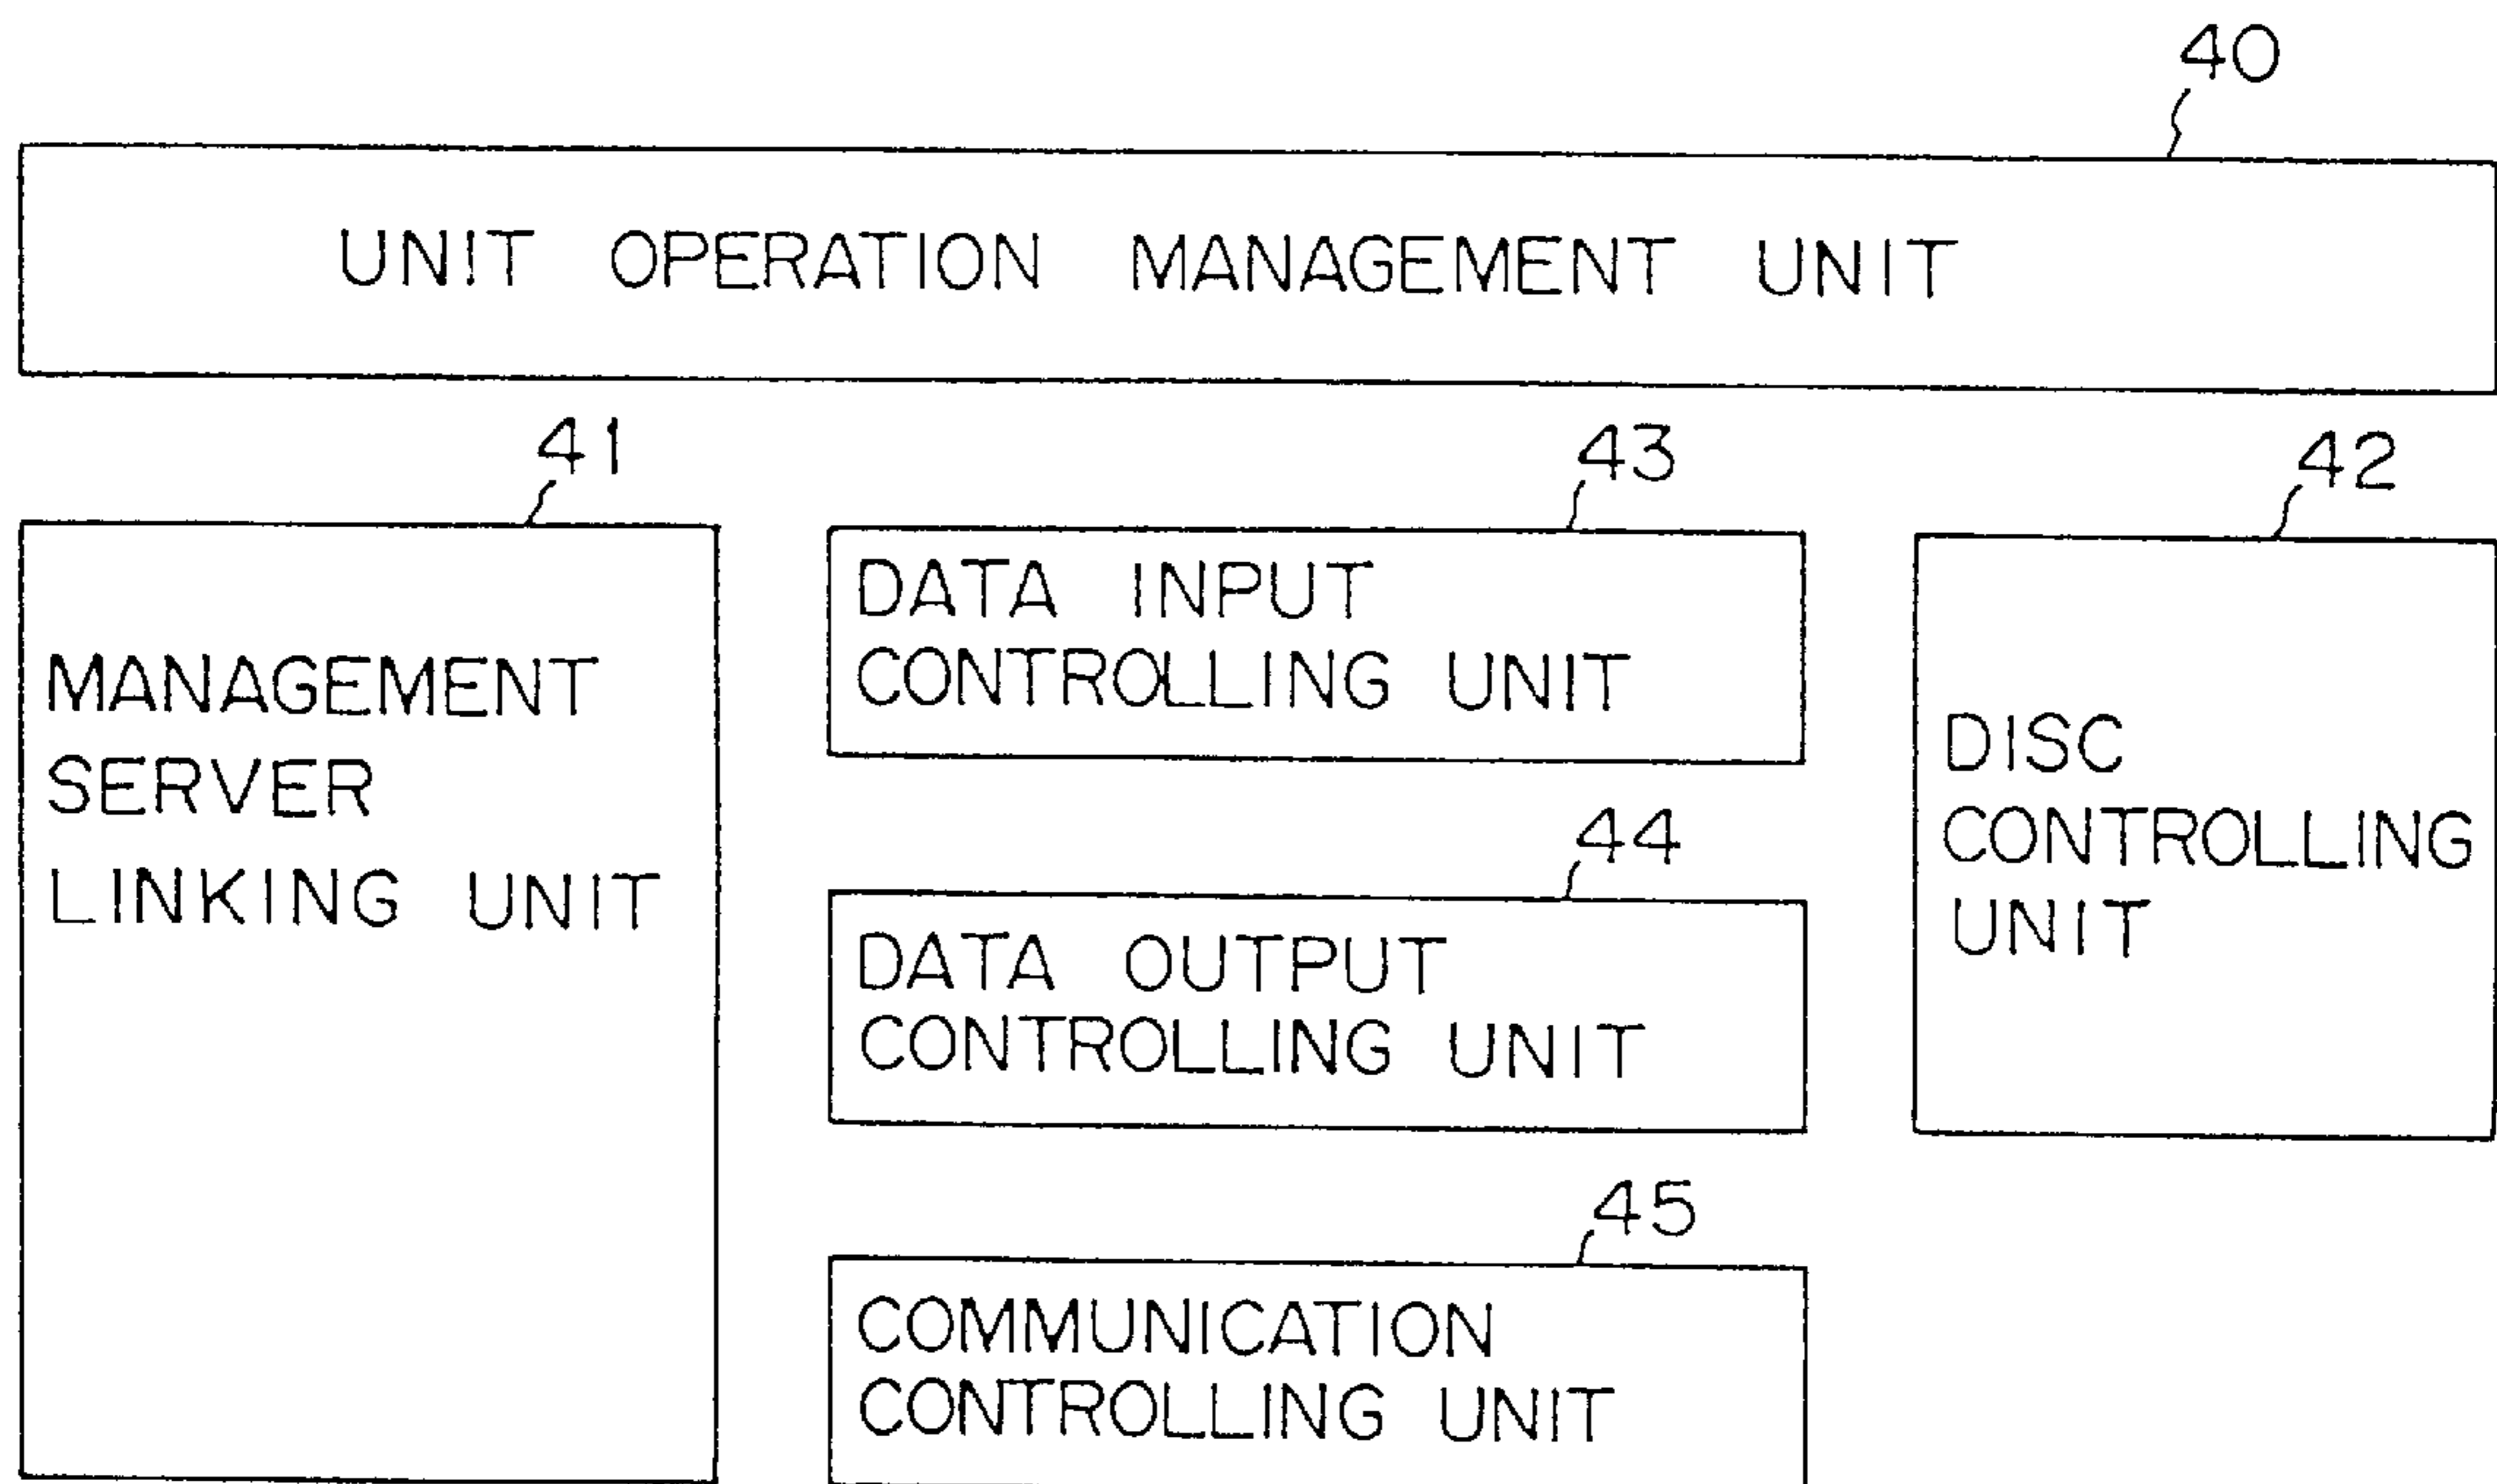 40
UNIT OPERATION MANAGEMENT UNIT
41
MANAGEMENT
SERVER
LINKING UNIT
43
DATA INPUT
CONTROLLING UNIT
44
DATA OUTPUT
CONTROLLING UNIT
45
COMMUNICATION
CONTROLLING UNIT
42
DISC
CONTROLLING
UNIT